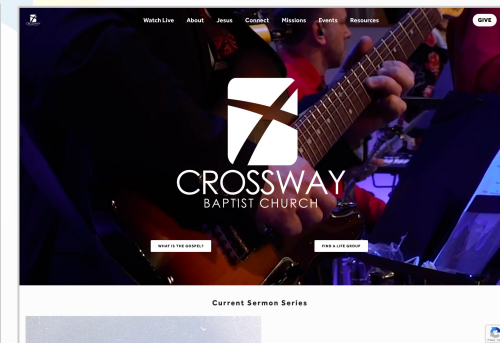 Watch Live About Jesus Connect Missions Events Resources GIVE
CROSSWAY
BAPTIST CHURCH
WHAT IS THE GOSPEL? FIND A LIFE GROUP
Current Sermon Series